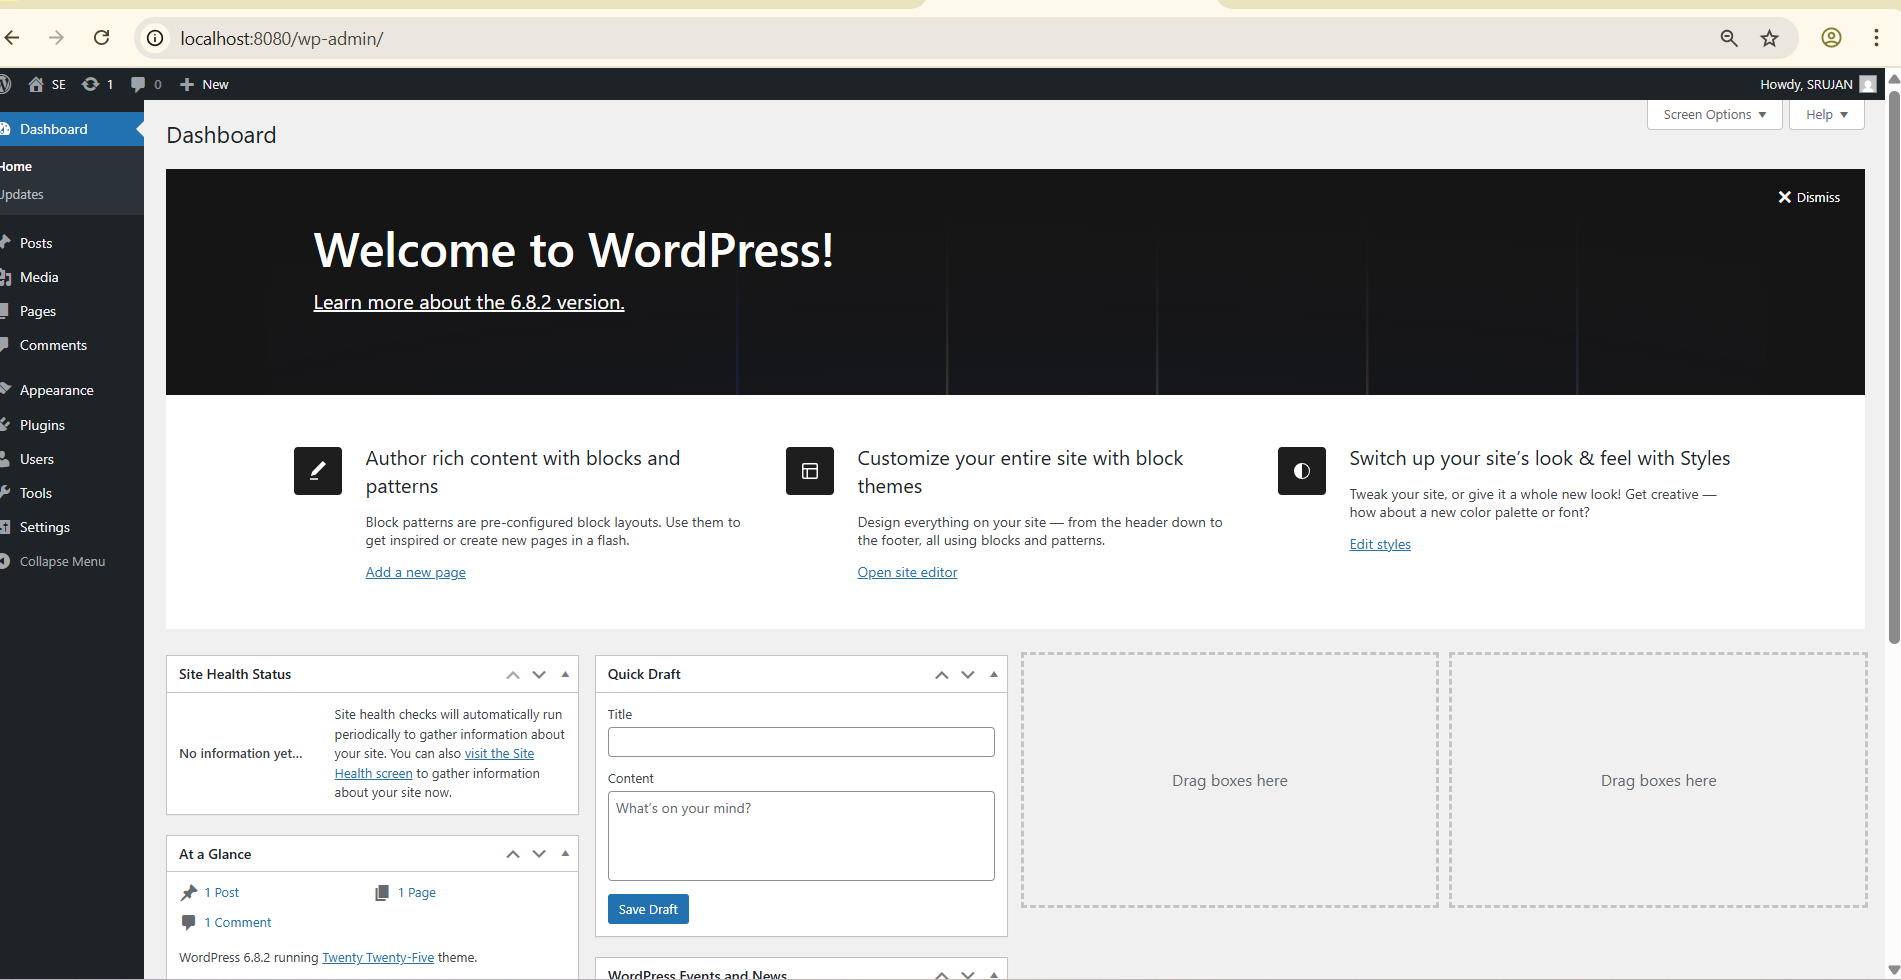 localhost:8080/wp-admin/
SE
1
0
New
Howdy, SRUJAN
Dashboard
Home
Updates
Posts
Media
Pages
Comments
Appearance
Plugins
Users
Tools
Settings
Collapse Menu
Dashboard
Screen Options
Help
Dismiss
Welcome to WordPress!
Learn more about the 6.8.2 version.
Author rich content with blocks and
patterns
Block patterns are pre-configured block layouts. Use them to
get inspired or create new pages in a flash.
Add a new page
Customize your entire site with block
themes
Design everything on your site — from the header down to
the footer, all using blocks and patterns.
Open site editor
Switch up your site’s look & feel with Styles
Tweak your site, or give it a whole new look! Get creative —
how about a new color palette or font?
Edit styles
Site Health Status
No information yet...
Site health checks will automatically run
periodically to gather information about
your site. You can also visit the Site
Health screen to gather information
about your site now.
At a Glance
1 Post
1 Page
1 Comment
WordPress 6.8.2 running Twenty Twenty-Five theme.
Quick Draft
Title
Content
What’s on your mind?
Save Draft
WordPress Events and News
Drag boxes here
Drag boxes here